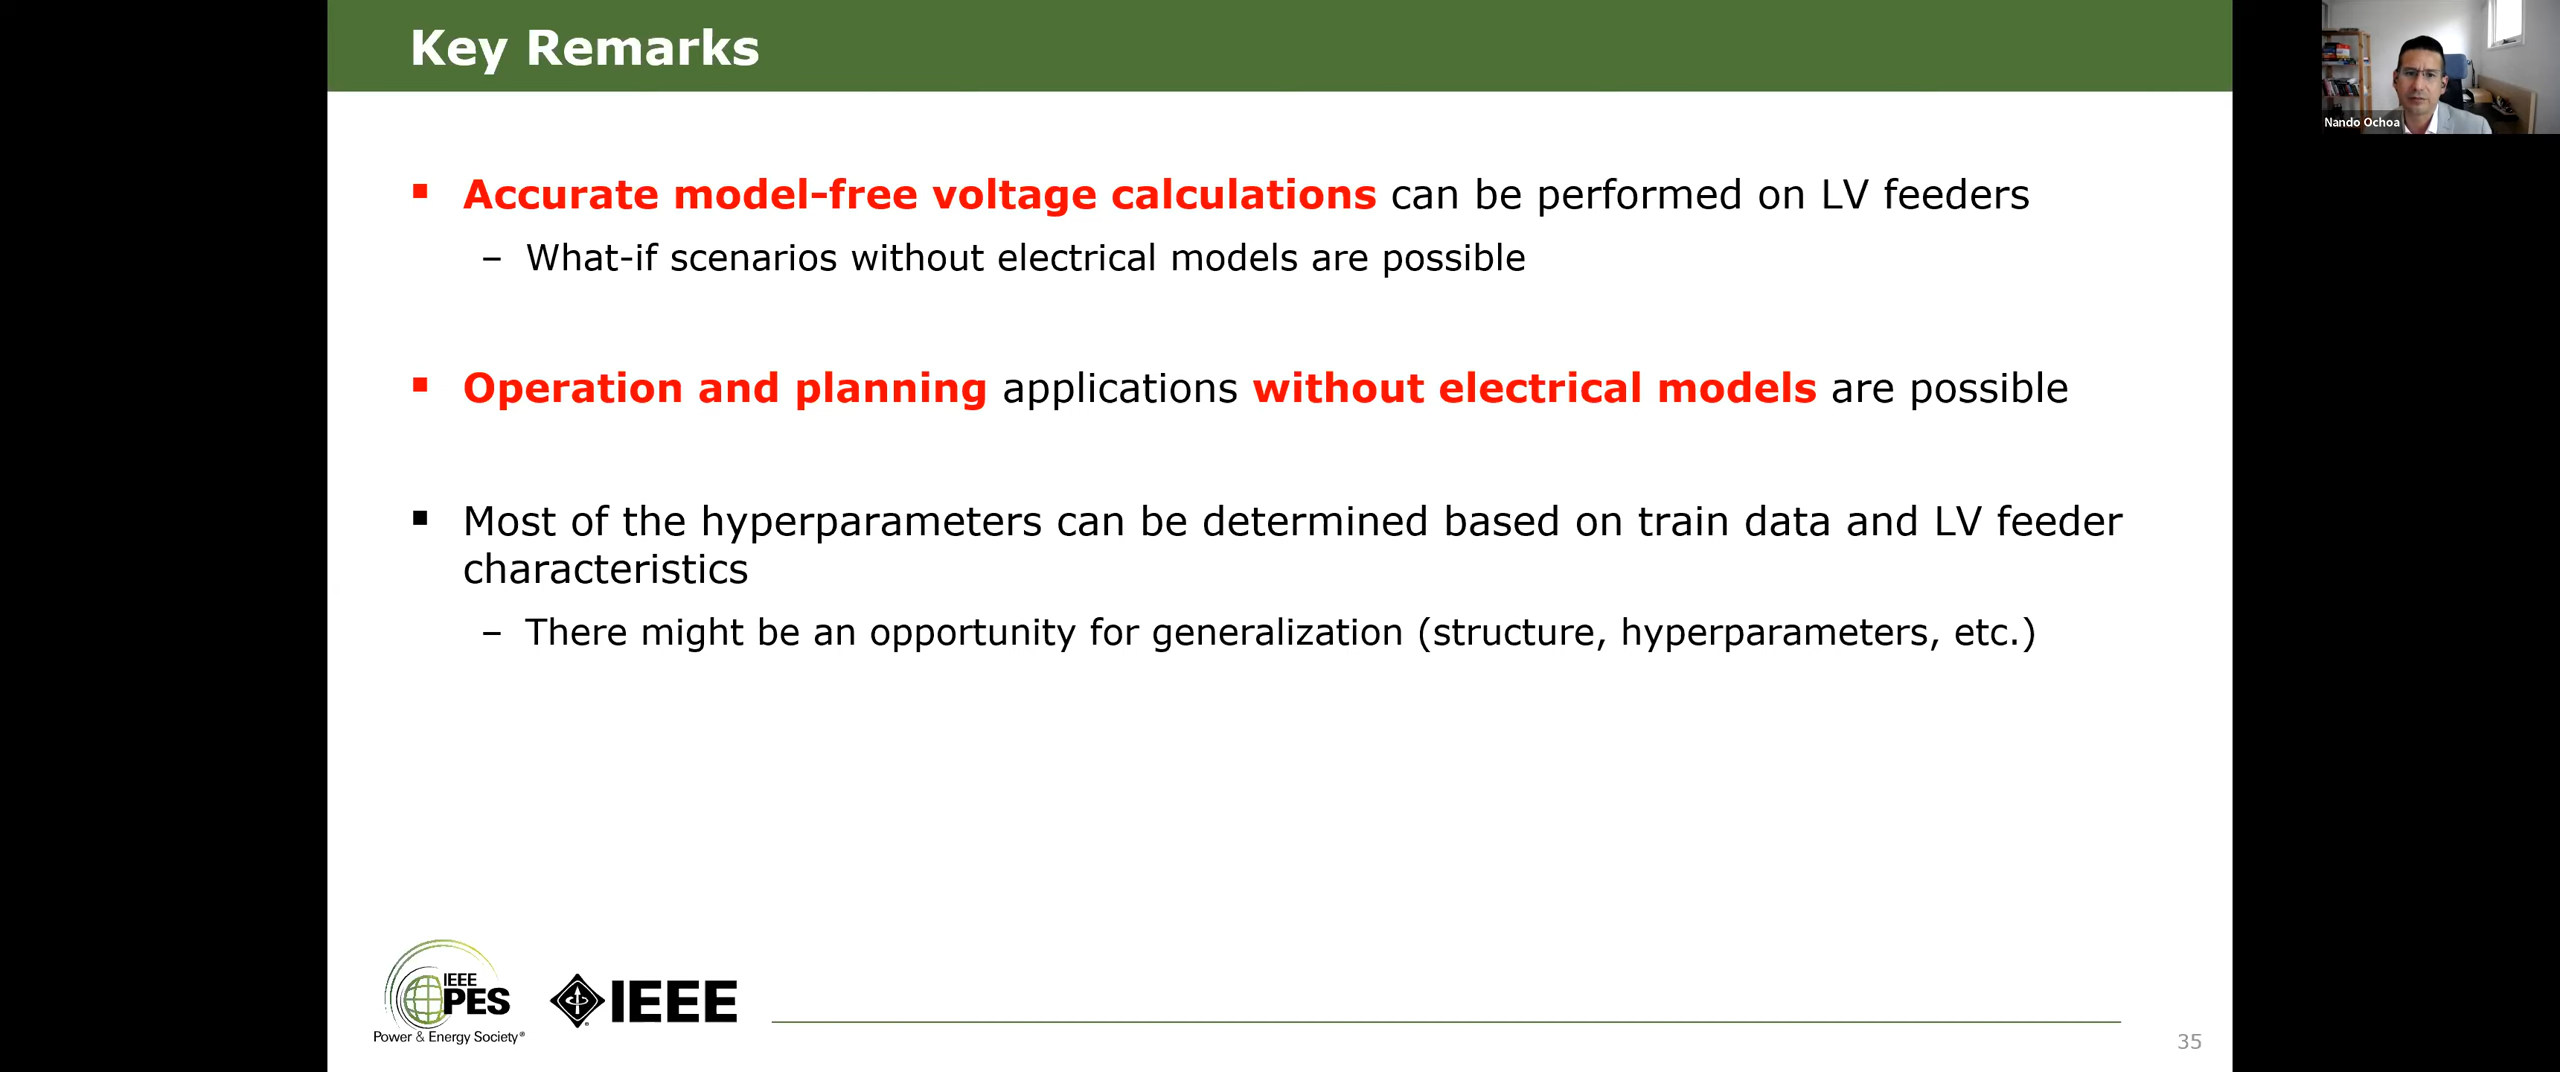 Key Remarks
Nando Ochoa
▪ Accurate model-free voltage calculations can be performed on LV feeders
– What-if scenarios without electrical models are possible
▪ Operation and planning applications without electrical models are possible
▪ Most of the hyperparameters can be determined based on train data and LV feeder
characteristics
– There might be an opportunity for generalization (structure, hyperparameters, etc.)
IEEE
PES
Power & Energy Society®
IEEE
35